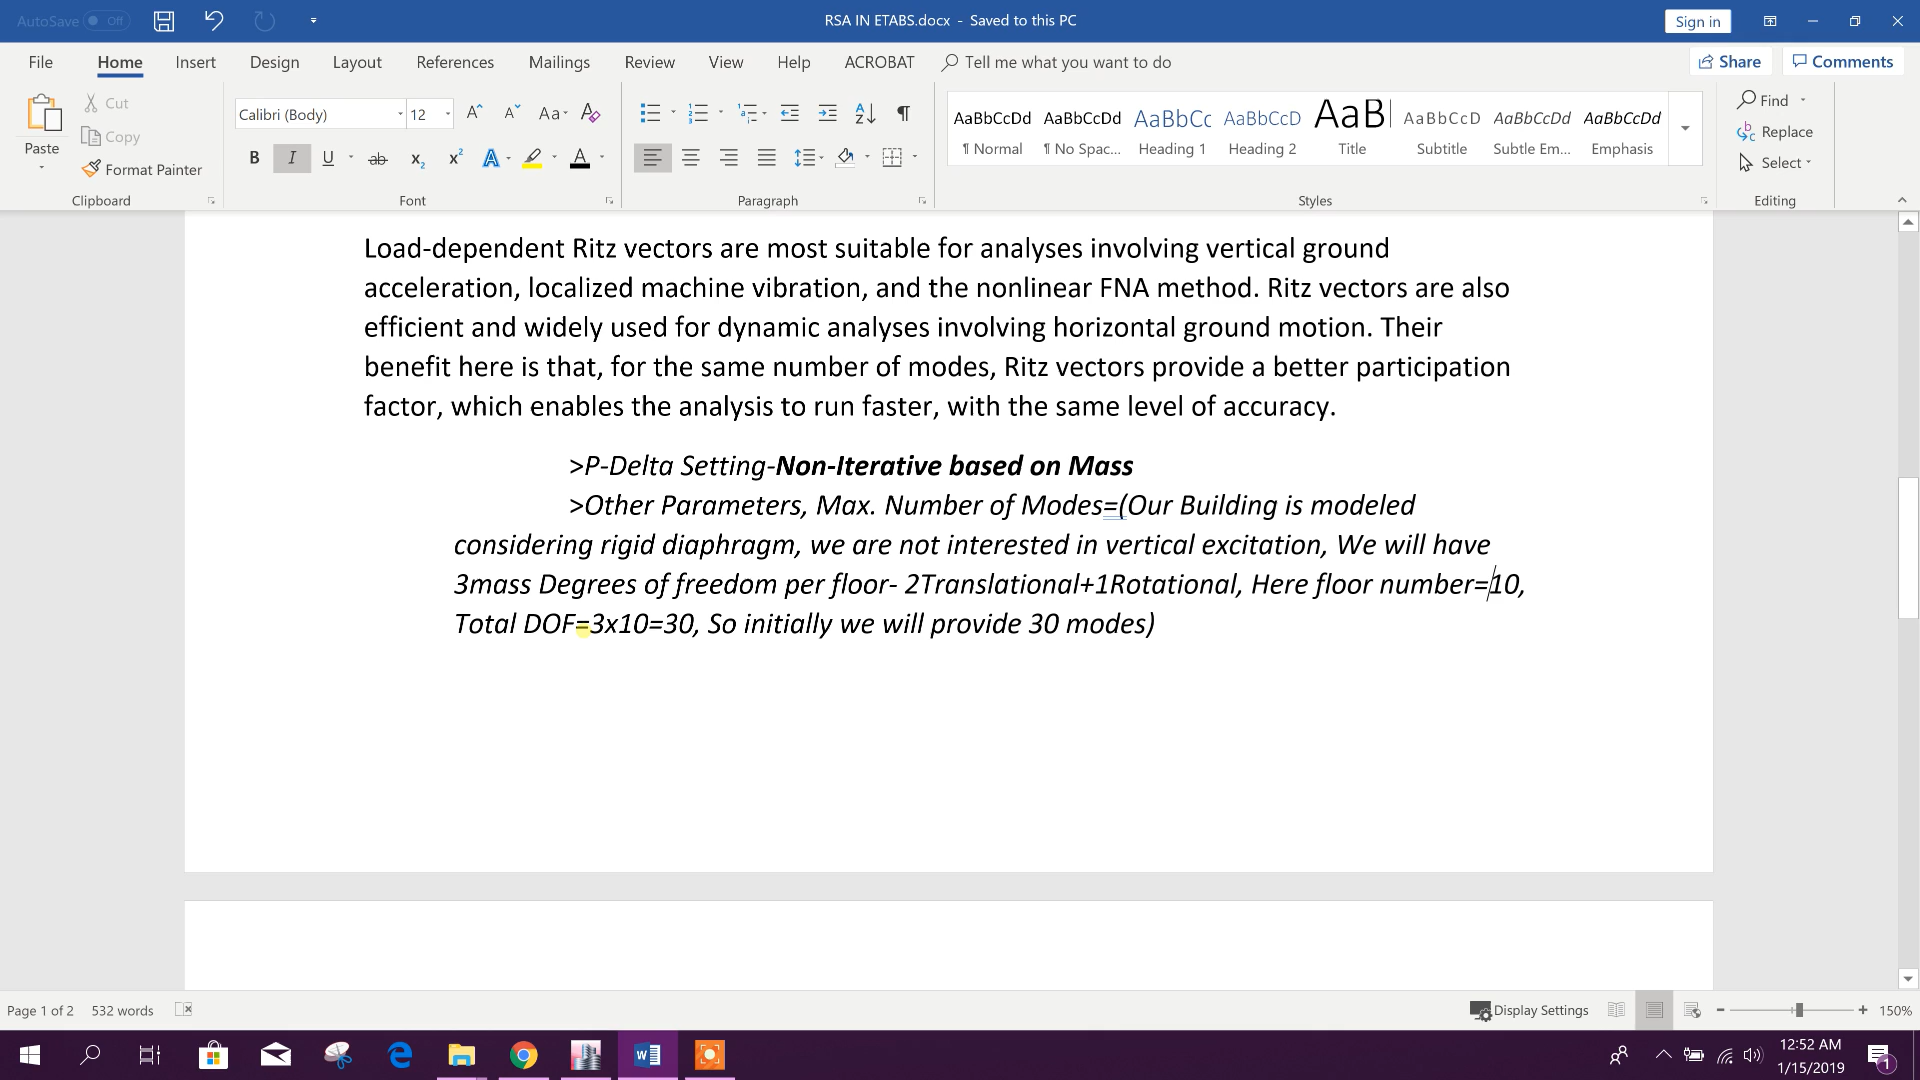 AutoSave Off
RSA IN ETABS.docx - Saved to this PC
Sign in
File Home Insert Design Layout References Mailings Review View Help ACROBAT Tell me what you want to do Share Comments
Paste
Cut
Copy
Format Painter
Clipboard
Calibri (Body) 12
Font
Paragraph
AaBbCcDd AaBbCcDd AaBbCc AaBbCcD AaB AaBbCcD AaBbCcDd AaBbCcDd
¶ Normal ¶ No Spac... Heading 1 Heading 2 Title Subtitle Subtle Em... Emphasis
Styles
Find
Replace
Select
Editing
Load-dependent Ritz vectors are most suitable for analyses involving vertical ground
acceleration, localized machine vibration, and the nonlinear FNA method. Ritz vectors are also
efficient and widely used for dynamic analyses involving horizontal ground motion. Their
benefit here is that, for the same number of modes, Ritz vectors provide a better participation
factor, which enables the analysis to run faster, with the same level of accuracy.
>P-Delta Setting-Non-Iterative based on Mass
>Other Parameters, Max. Number of Modes=(Our Building is modeled
considering rigid diaphragm, we are not interested in vertical excitation, We will have
3mass Degrees of freedom per floor- 2Translational+1Rotational, Here floor number=10,
Total DOF=3x10=30, So initially we will provide 30 modes)
Page 1 of 2 532 words
Display Settings
150%
12:52 AM
1/15/2019
1